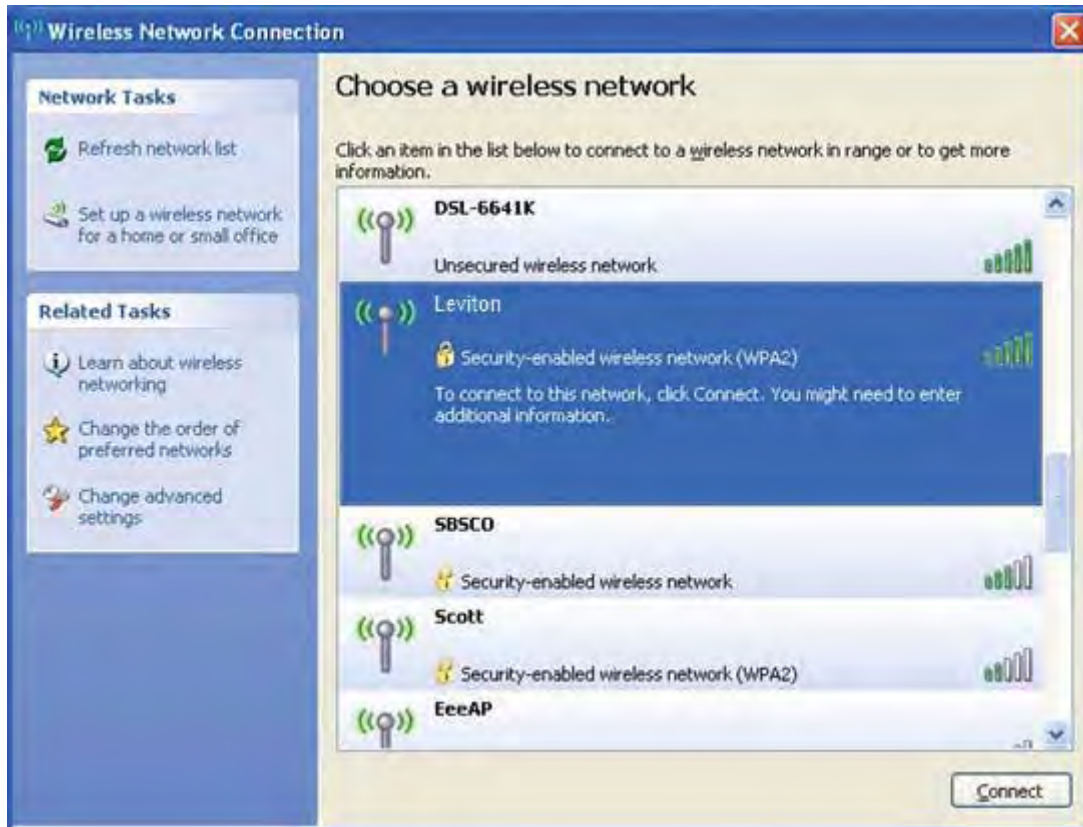 Wireless Network Connection
Network Tasks
Refresh network list
Set up a wireless network
for a home or small office
Related Tasks
Learn about wireless
networking
Change the order of
preferred networks
Change advanced
settings
Choose a wireless network
Click an item in the list below to connect to a wireless network in range or to get more
information.
DSL-6641K
Unsecured wireless network
Leviton
Security-enabled wireless network (WPA2)
To connect to this network, click Connect. You might need to enter
additional information.
SBSCO
Security-enabled wireless network
Scott
Security-enabled wireless network (WPA2)
EeeAP
Connect